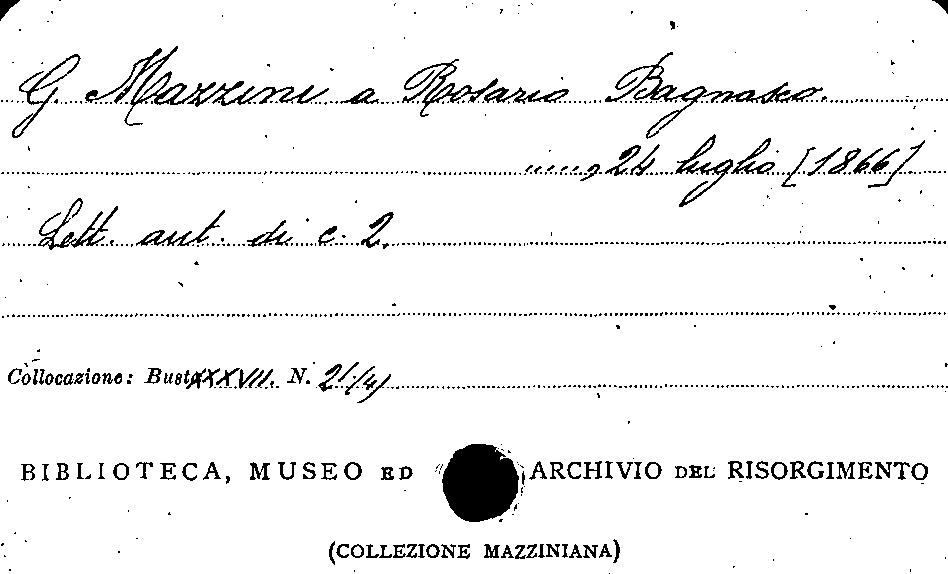 G. Mazzini a Rosario Bagnasco.
....., 24 luglio [1866].
Lett. aut. di c. 2.
Collocazione: Busta XXXVII. N. 21/(4)
BIBLIOTECA, MUSEO ED ARCHIVIO DEL RISORGIMENTO
(COLLEZIONE MAZZINIANA)